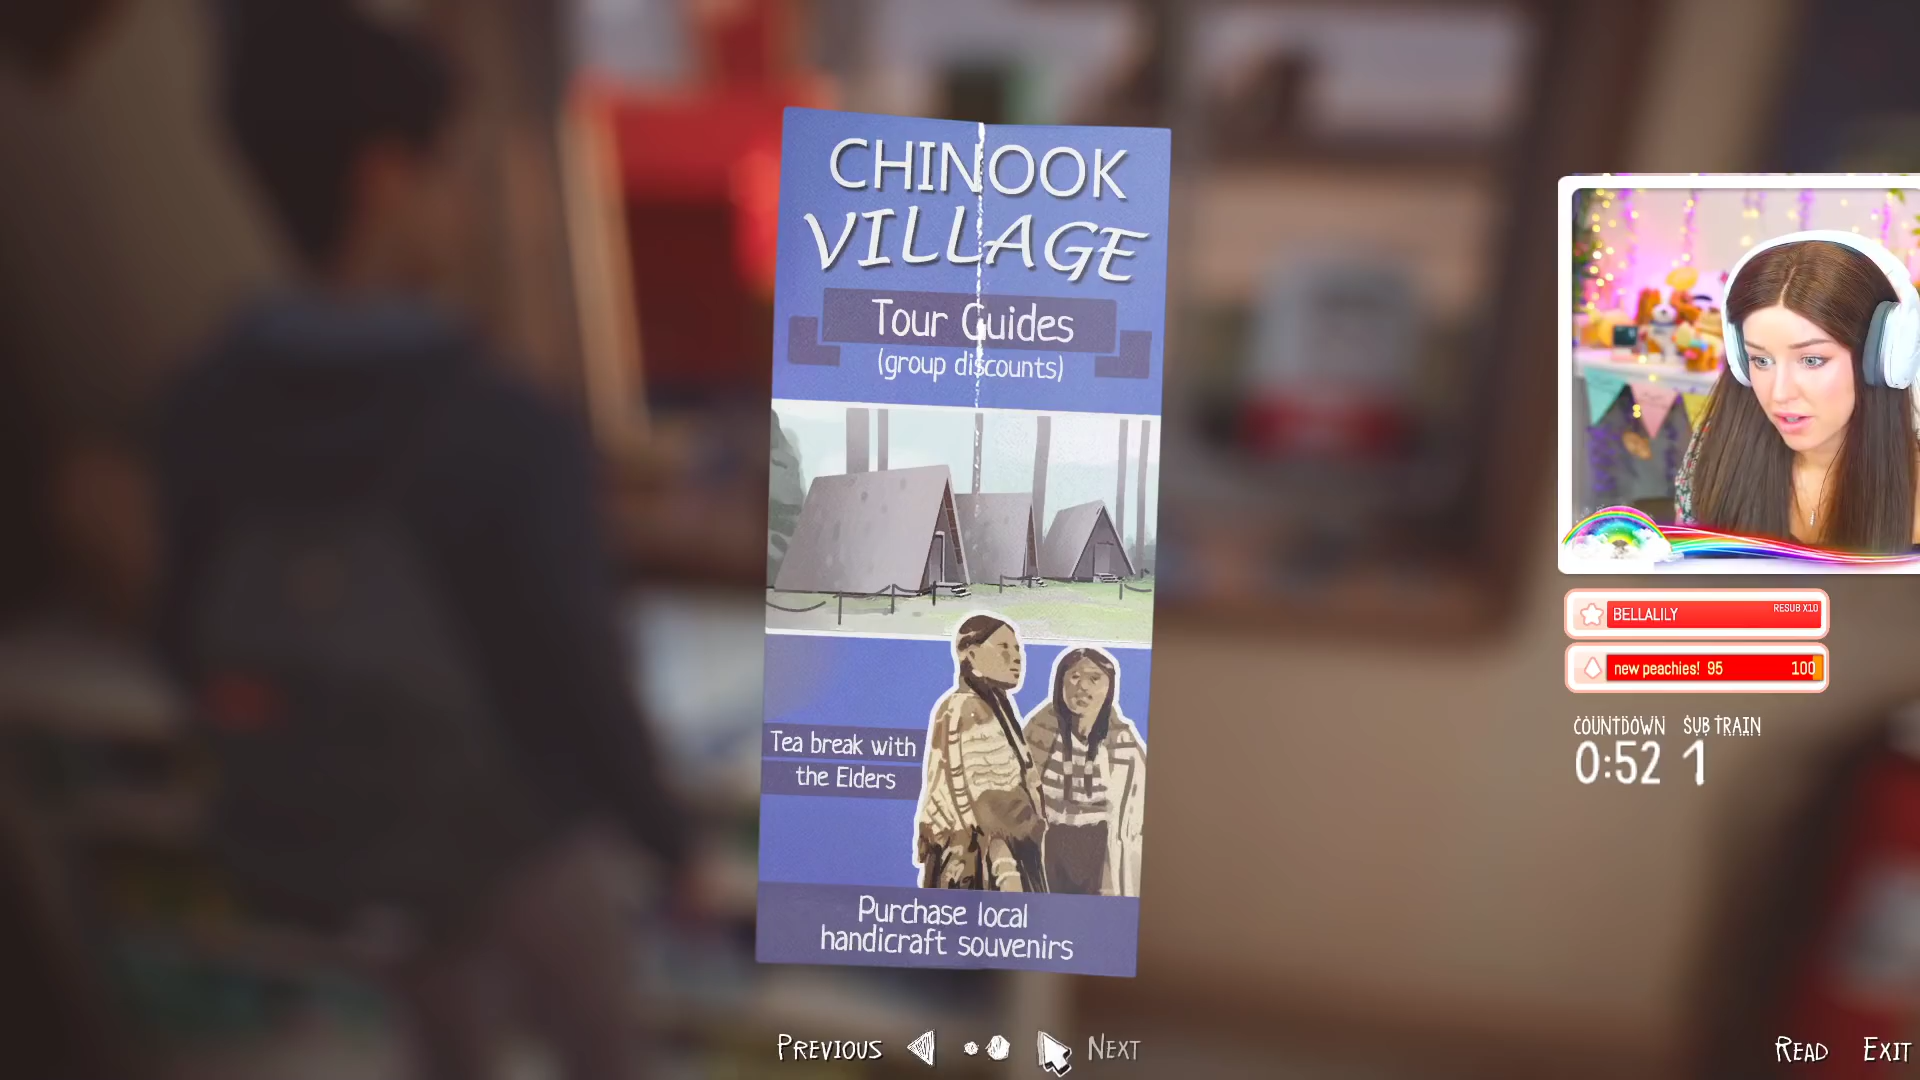 CHINOOK
VILLAGE
Tour Guides
(group discounts)
Tea break with
the Elders
Purchase local
handicraft souvenirs
PREVIOUS
NEXT
READ
EXIT
BELLALILY
RESUB X10
new peachies! 95
100
COUNTDOWN
SUB TRAIN
0:52
1